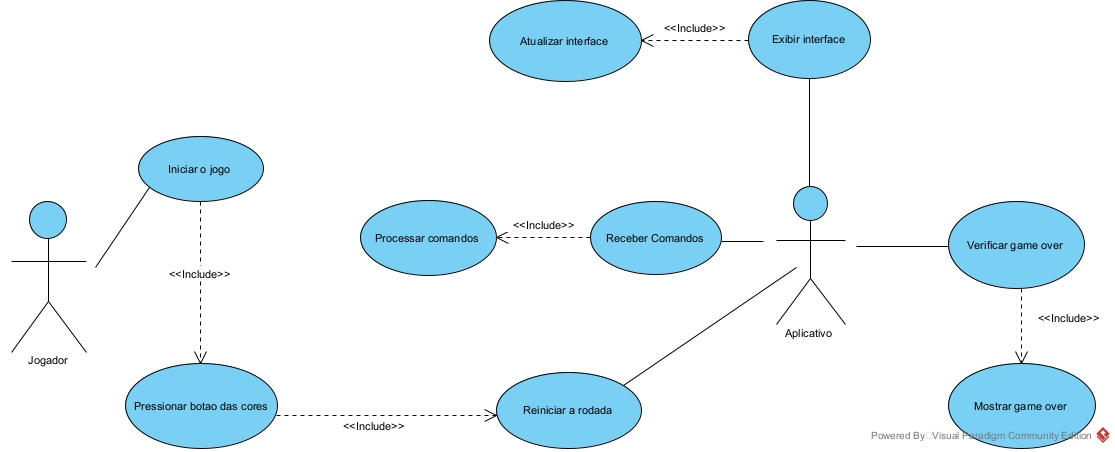 <<Include>>
Atualizar interface
Exibir interface
Iniciar o jogo
<<Include>>
Processar comandos
Receber Comandos
Verificar game over
<<Include>>
<<Include>>
Aplicativo
Jogador
Pressionar botao das cores
Reiniciar a rodada
Mostrar game over
<<Include>>
Powered By Visual Paradigm Community Edition